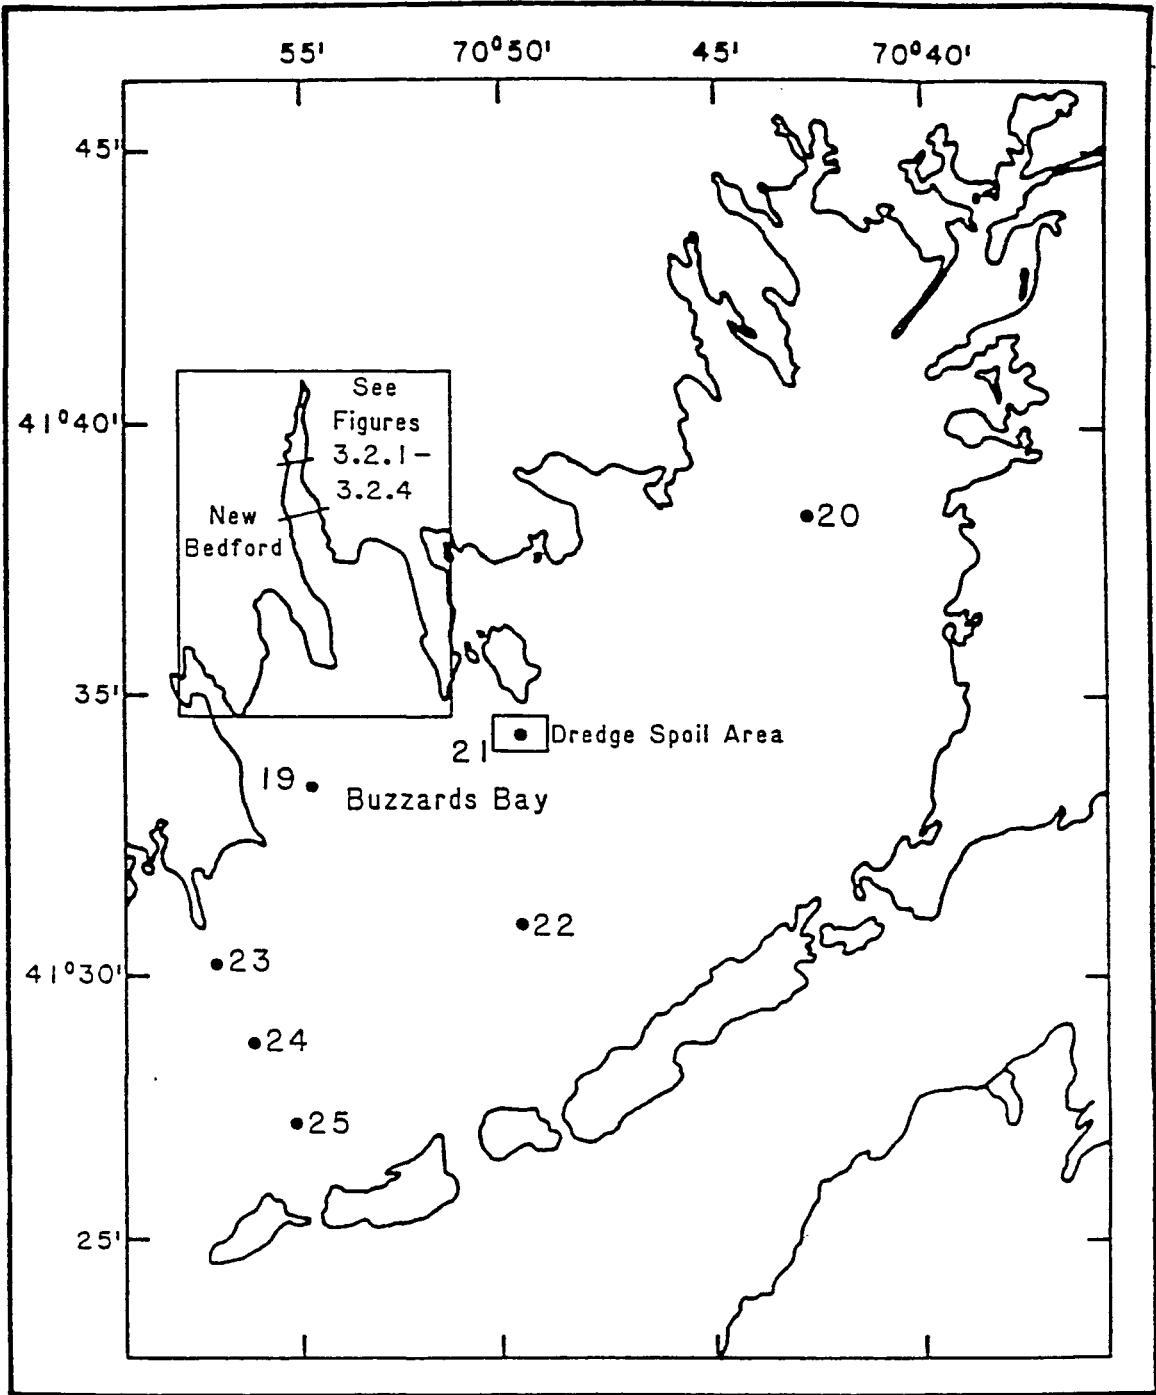 55' 70°50' 45' 70°40'
45'
See
Figures
41°40'
3.2.1-
3.2.4
New
20
Bedford
35'
Dredge Spoil Area
21
19
Buzzards Bay
22
23
41°30'
24
25
25'